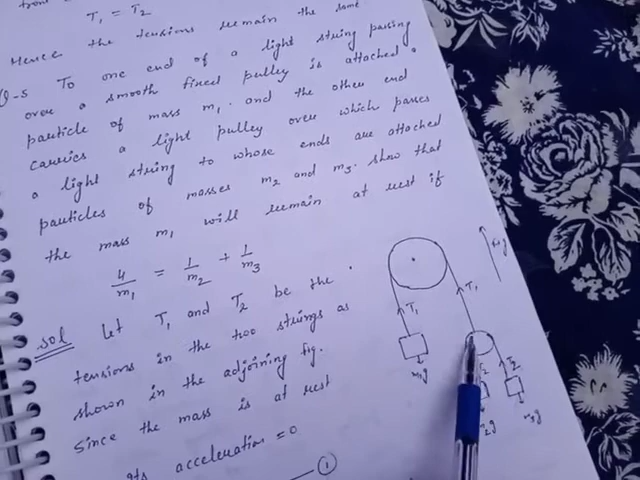 T₁ = T₂
Hence the tensions remain the same
Q-5 To one end of a light string passing
over a smooth fixed pulley is attached a
particle of mass m₁. and the other end
carries a light pulley over which passes
a light string to whose ends are attached
particles of masses m₂ and m₃. Show that
the mass m₁ will remain at rest if
4/m₁ = 1/m₂ + 1/m₃
Sol Let T₁ and T₂ be the
tensions in the two strings as
shown in the adjoining fig.
Since the mass is at rest
its acceleration = 0
①
T₁
T₁
m₁g
T₂
m₃g